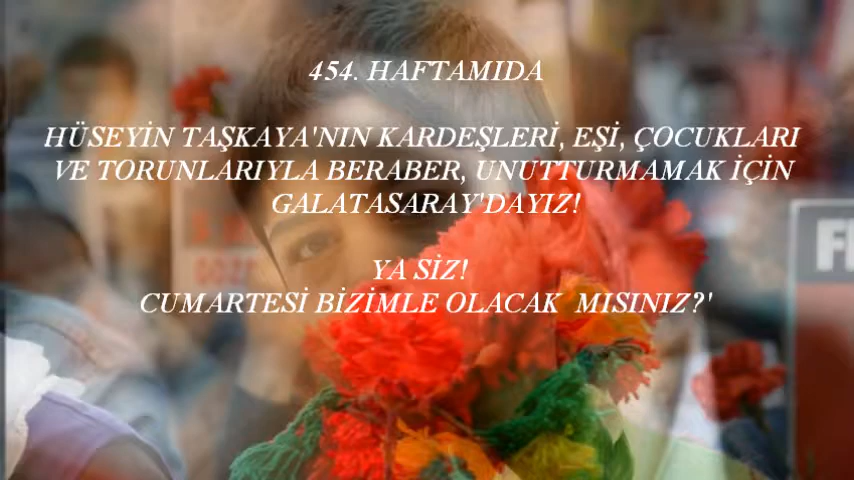 454. HAFTAMIDA
HÜSEYİN TAŞKAYA'NIN KARDEŞLERİ, EŞİ, ÇOCUKLARI
VE TORUNLARIYLA BERABER, UNUTTURMAMAK İÇİN
GALATASARAY'DAYIZ!
YA SİZ!
CUMARTESİ BİZİMLE OLACAK  MISINIZ?'